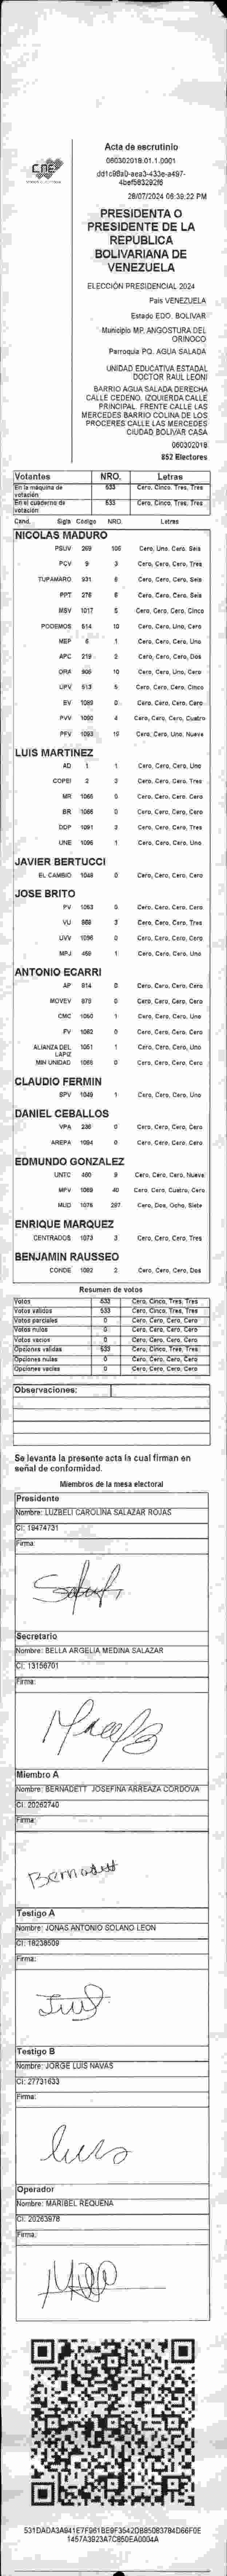 Acta de escrutinio
060302019.01.1.0001
28/07/2024 06:39:22 PM
CNE
PRESIDENTA O
PRESIDENTE DE LA
REPÚBLICA
BOLIVARIANA DE
VENEZUELA
ELECCIÓN PRESIDENCIAL 2024
País VENEZUELA
Estado EDO. BOLIVAR
Municipio MP. ANGOSTURA DEL
ORINOCO
Parroquia PQ. AGUA SALADA
UNIDAD EDUCATIVA ESTADAL
DOCTOR RAUL LEONI
BARRIO AGUA SALADA DERECHA
CALLE CEDENO. IZQUIERDA CALLE
PRINCIPAL. FRENTE CALLE LAS
MERCEDES BARRIO COLINA DE LOS
PROCERES CALLE LAS MERCEDES
CIUDAD BOLIVAR CASA
060302019
852 Electores
Votantes NRO. Letras
En la máquina de votación 533 Cero, Cinco, Tres, Tres
En el cuaderno de votación 533 Cero, Cinco, Tres, Tres
Cand. Sigla Código NRO. Letras
NICOLAS MADURO
PSUV 269 106 Cero, Uno, Cero, Seis
PCV 9 3 Cero, Cero, Cero, Tres
TUPAMARO 931 6 Cero, Cero, Cero, Seis
PPT 276 6 Cero, Cero, Cero, Seis
MSV 1017 5 Cero, Cero, Cero, Cinco
PODEMOS 614 10 Cero, Cero, Uno, Cero
MEP 6 1 Cero, Cero, Cero, Uno
APC 219 2 Cero, Cero, Cero, Dos
ORA 906 10 Cero, Cero, Uno, Cero
UPV 513 5 Cero, Cero, Cero, Cinco
EV 1089 0 Cero, Cero, Cero, Cero
PVV 1090 4 Cero, Cero, Cero, Cuatro
PFV 1093 19 Cero, Cero, Uno, Nueve
LUIS MARTINEZ
AD 1 1 Cero, Cero, Cero, Uno
COPEI 2 3 Cero, Cero, Cero, Tres
MR 1065 0 Cero, Cero, Cero, Cero
BR 1066 0 Cero, Cero, Cero, Cero
DDP 1091 3 Cero, Cero, Cero, Tres
UNE 1096 1 Cero, Cero, Cero, Uno
JAVIER BERTUCCI
EL CAMBIO 1048 0 Cero, Cero, Cero, Cero
JOSE BRITO
PV 1053 0 Cero, Cero, Cero, Cero
VU 868 3 Cero, Cero, Cero, Tres
UVV 1096 0 Cero, Cero, Cero, Cero
MPJ 459 1 Cero, Cero, Cero, Uno
ANTONIO ECARRI
AP 914 0 Cero, Cero, Cero, Cero
MOVEV 979 0 Cero, Cero, Cero, Cero
CMC 1050 1 Cero, Cero, Cero, Uno
FV 1062 0 Cero, Cero, Cero, Cero
ALIANZA DEL LAPIZ 1051 1 Cero, Cero, Cero, Uno
MIN UNIDAD 1068 0 Cero, Cero, Cero, Cero
CLAUDIO FERMIN
SPV 1049 1 Cero, Cero, Cero, Uno
DANIEL CEBALLOS
VPA 236 0 Cero, Cero, Cero, Cero
AREPA 1094 0 Cero, Cero, Cero, Cero
EDMUNDO GONZALEZ
UNTC 460 9 Cero, Cero, Cero, Nueve
MPV 1069 40 Cero, Cero, Cuatro, Cero
MUD 1076 287 Cero, Dos, Ocho, Siete
ENRIQUE MARQUEZ
CENTRADOS 1073 3 Cero, Cero, Cero, Tres
BENJAMIN RAUSSEO
CONDE 1082 2 Cero, Cero, Cero, Dos
Resumen de votos
Votos 533 Cero, Cinco, Tres, Tres
Votos válidos 533 Cero, Cinco, Tres, Tres
Votos parciales 0 Cero, Cero, Cero, Cero
Votos nulos 0 Cero, Cero, Cero, Cero
Votos vacíos 0 Cero, Cero, Cero, Cero
Opciones válidas 533 Cero, Cinco, Tres, Tres
Opciones nulas 0 Cero, Cero, Cero, Cero
Opciones vacías 0 Cero, Cero, Cero, Cero
Observaciones:
Se levanta la presente acta la cual firman en
señal de conformidad.
Miembros de la mesa electoral
Presidente
Nombre: LUZBELI CAROLINA SALAZAR ROJAS
CI: 19474731
Firma:
Secretario
Nombre: BELLA ARGELIA MEDINA SALAZAR
CI: 13156701
Firma:
Miembro A
Nombre: BERNADETT JOSEFINA ARREAZA CORDOVA
CI: 20262740
Firma:
Bernadett
Testigo A
Nombre: JONAS ANTONIO SOLANO LEON
CI: 18238509
Firma:
Testigo B
Nombre: JORGE LUIS NAVAS
CI: 27731633
Firma:
Luis
Operador
Nombre: MARIBEL REQUENA
CI: 20263978
Firma: